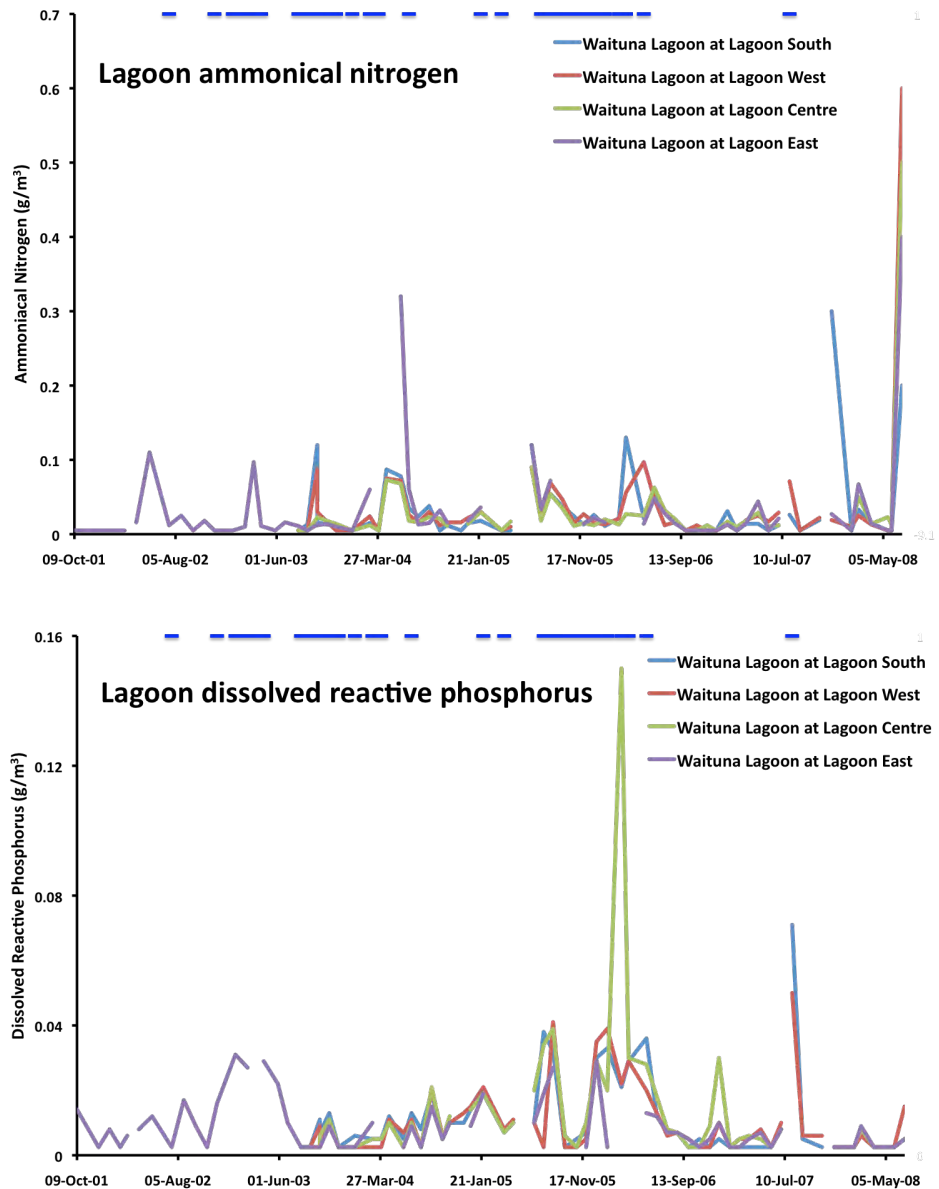 0.7
1
Waituna Lagoon at Lagoon South
Lagoon ammonical nitrogen
Waituna Lagoon at Lagoon West
0.6
Waituna Lagoon at Lagoon Centre
Waituna Lagoon at Lagoon East
0.5
0.4
0.3
0.2
0.1
0
-9.1
Ammoniacal Nitrogen (g/m³)
09-Oct-01 05-Aug-02 01-Jun-03 27-Mar-04 21-Jan-05 17-Nov-05 13-Sep-06 10-Jul-07 05-May-08
0.16
1
Waituna Lagoon at Lagoon South
Lagoon dissolved reactive phosphorus
Waituna Lagoon at Lagoon West
Waituna Lagoon at Lagoon Centre
Waituna Lagoon at Lagoon East
0.12
0.08
0.04
0
Dissolved Reactive Phosphorus (g/m³)
09-Oct-01 05-Aug-02 01-Jun-03 27-Mar-04 21-Jan-05 17-Nov-05 13-Sep-06 10-Jul-07 05-May-08